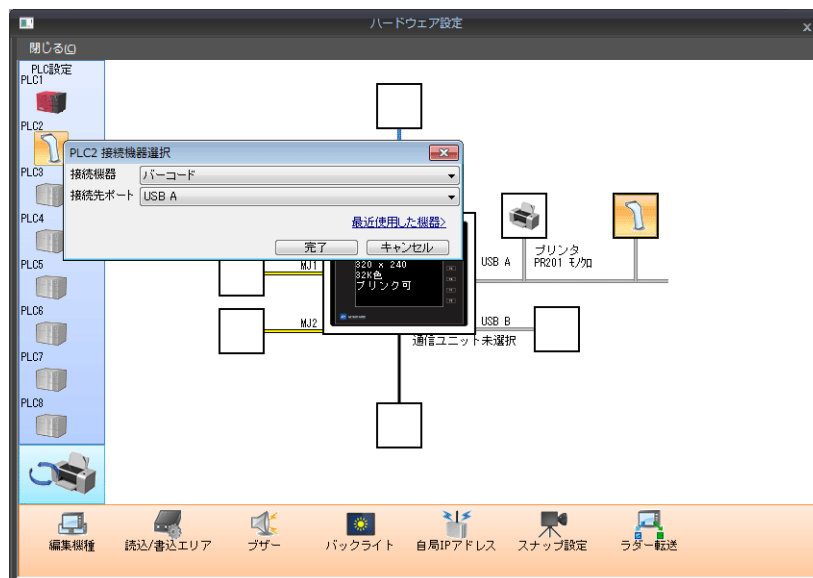 ハードウェア設定
閉じる(C)
PLC設定
PLC1
PLC2
PLC2 接続機器選択
接続機器 バーコード
接続先ポート USB A
最近使用した機器>
完了 キャンセル
PLC3
PLC4
PLC5
PLC6
PLC7
PLC8
MJ1
MJ2
320 x 240
32K色
ブリンク可
USB A
プリンタ
PR201 モノクロ
USB B
通信ユニット未選択
編集機種 読込/書込エリア ブザー バックライト 自局IPアドレス スナップ設定 ラダー転送